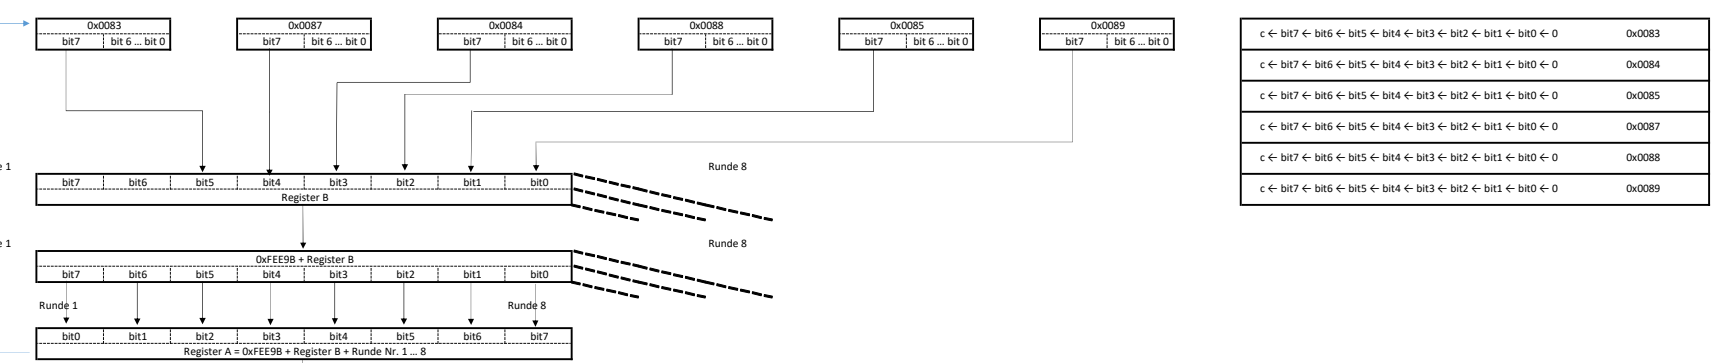 0x0083 0x0087 0x0084 0x0088 0x0085 0x0089
bit7 bit 6 ... bit 0 bit7 bit 6 ... bit 0 bit7 bit 6 ... bit 0 bit7 bit 6 ... bit 0 bit7 bit 6 ... bit 0 bit7 bit 6 ... bit 0
c ← bit7 ← bit6 ← bit5 ← bit4 ← bit3 ← bit2 ← bit1 ← bit0 ← 0 0x0083
c ← bit7 ← bit6 ← bit5 ← bit4 ← bit3 ← bit2 ← bit1 ← bit0 ← 0 0x0084
c ← bit7 ← bit6 ← bit5 ← bit4 ← bit3 ← bit2 ← bit1 ← bit0 ← 0 0x0085
c ← bit7 ← bit6 ← bit5 ← bit4 ← bit3 ← bit2 ← bit1 ← bit0 ← 0 0x0087
c ← bit7 ← bit6 ← bit5 ← bit4 ← bit3 ← bit2 ← bit1 ← bit0 ← 0 0x0088
c ← bit7 ← bit6 ← bit5 ← bit4 ← bit3 ← bit2 ← bit1 ← bit0 ← 0 0x0089
e 1 Runde 8
bit7 bit6 bit5 bit4 bit3 bit2 bit1 bit0
Register B
e 1 Runde 8
0xFEE9B + Register B
bit7 bit6 bit5 bit4 bit3 bit2 bit1 bit0
Runde 1 Runde 8
bit0 bit1 bit2 bit3 bit4 bit5 bit6 bit7
Register A = 0xFEE9B + Register B + Runde Nr. 1 ... 8